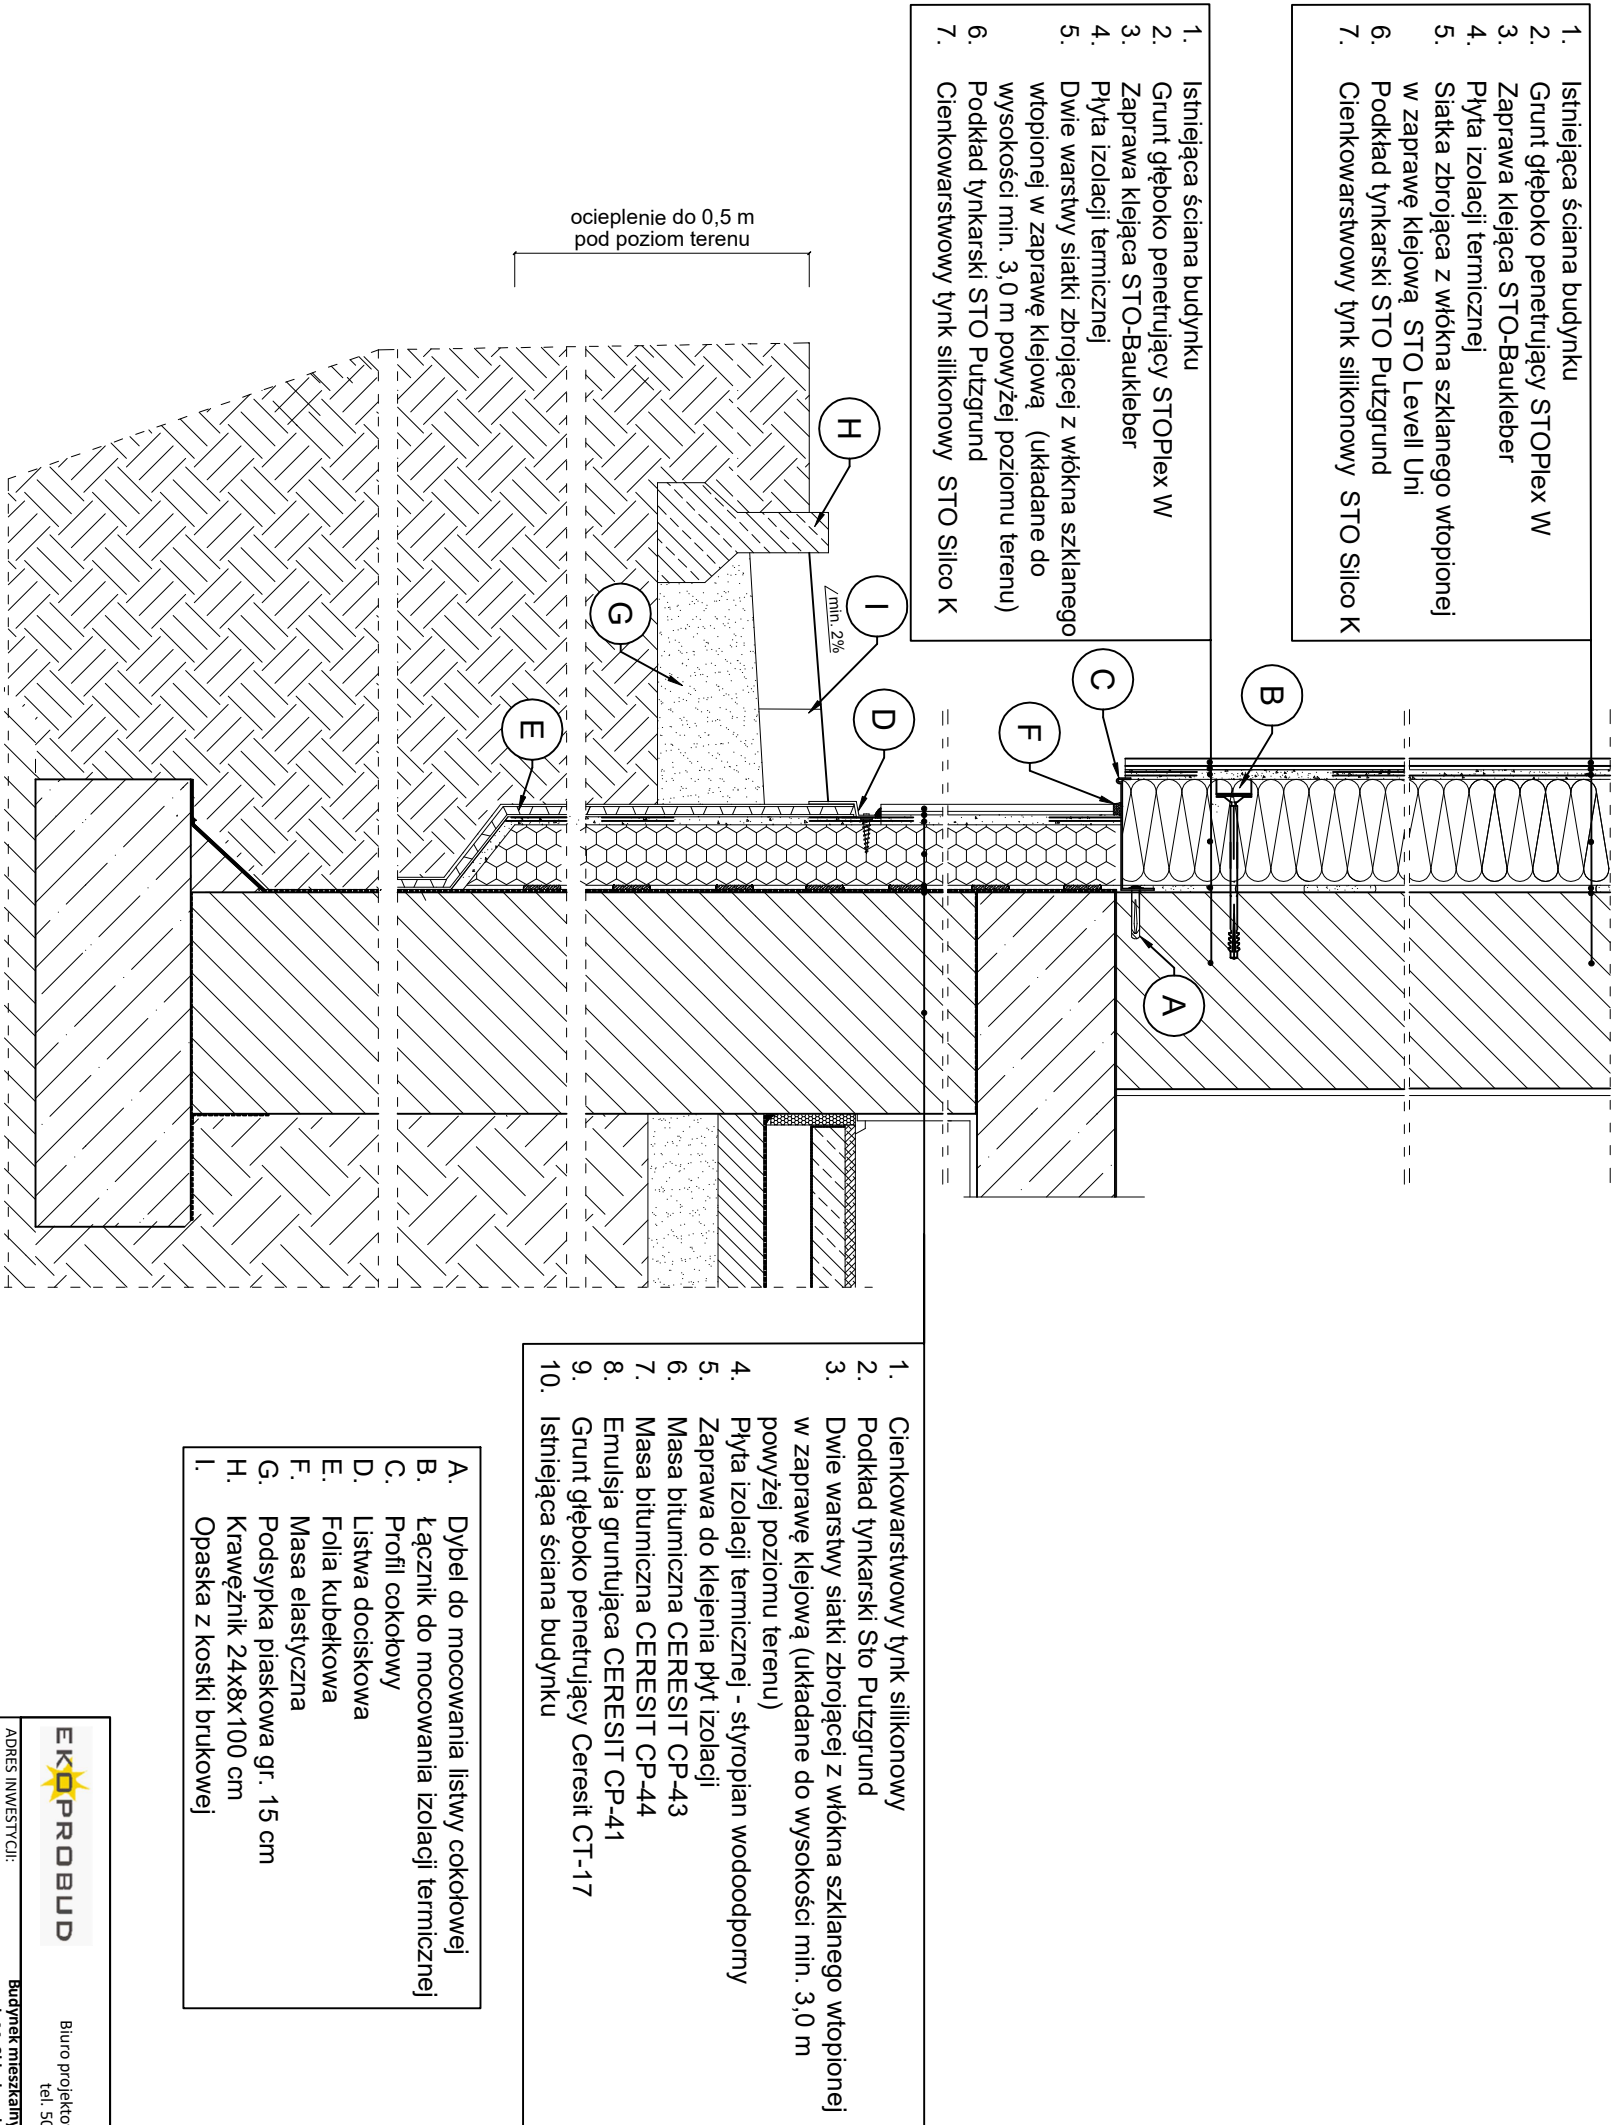 1. Istniejąca ściana budynku
2. Grunt głęboko penetrujący STOPlex W
3. Zaprawa klejąca STO-Baukleber
4. Płyta izolacji termicznej
5. Siatka zbrojąca z włókna szklanego wtopionej
w zaprawę klejową STO Levell Uni
6. Podkład tynkarski STO Putzgrund
7. Cienkowarstwowy tynk silikonowy STO Silco K
1. Istniejąca ściana budynku
2. Grunt głęboko penetrujący STOPlex W
3. Zaprawa klejąca STO-Baukleber
4. Płyta izolacji termicznej
5. Dwie warstwy siatki zbrojącej z włókna szklanego
wtopionej w zaprawę klejową (układane do
wysokości min. 3,0 m powyżej poziomu terenu)
6. Podkład tynkarski STO Putzgrund
7. Cienkowarstwowy tynk silikonowy STO Silco K
ocieplenie do 0,5 m
pod poziom terenu
B
C
F
A
D
I
H
min. 2%
G
E
1. Cienkowarstwowy tynk silikonowy
2. Podkład tynkarski Sto Putzgrund
3. Dwie warstwy siatki zbrojącej z włókna szklanego wtopionej
w zaprawę klejową (układane do wysokości min. 3,0 m
powyżej poziomu terenu)
4. Płyta izolacji termicznej - styropian wodoodporny
5. Zaprawa do klejenia płyt izolacji
6. Masa bitumiczna CERESIT CP-43
7. Masa bitumiczna CERESIT CP-44
8. Emulsja gruntująca CERESIT CP-41
9. Grunt głęboko penetrujący Ceresit CT-17
10. Istniejąca ściana budynku
A. Dybel do mocowania listwy cokołowej
B. Łącznik do mocowania izolacji termicznej
C. Profil cokołowy
D. Listwa dociskowa
E. Folia kubełkowa
F. Masa elastyczna
G. Podsypka piaskowa gr. 15 cm
H. Krawężnik 24x8x100 cm
I. Opaska z kostki brukowej
EKOPROBUD
Biuro projekto
tel. 50
ADRES INWESTYCJI:
Budynek mieszkalny